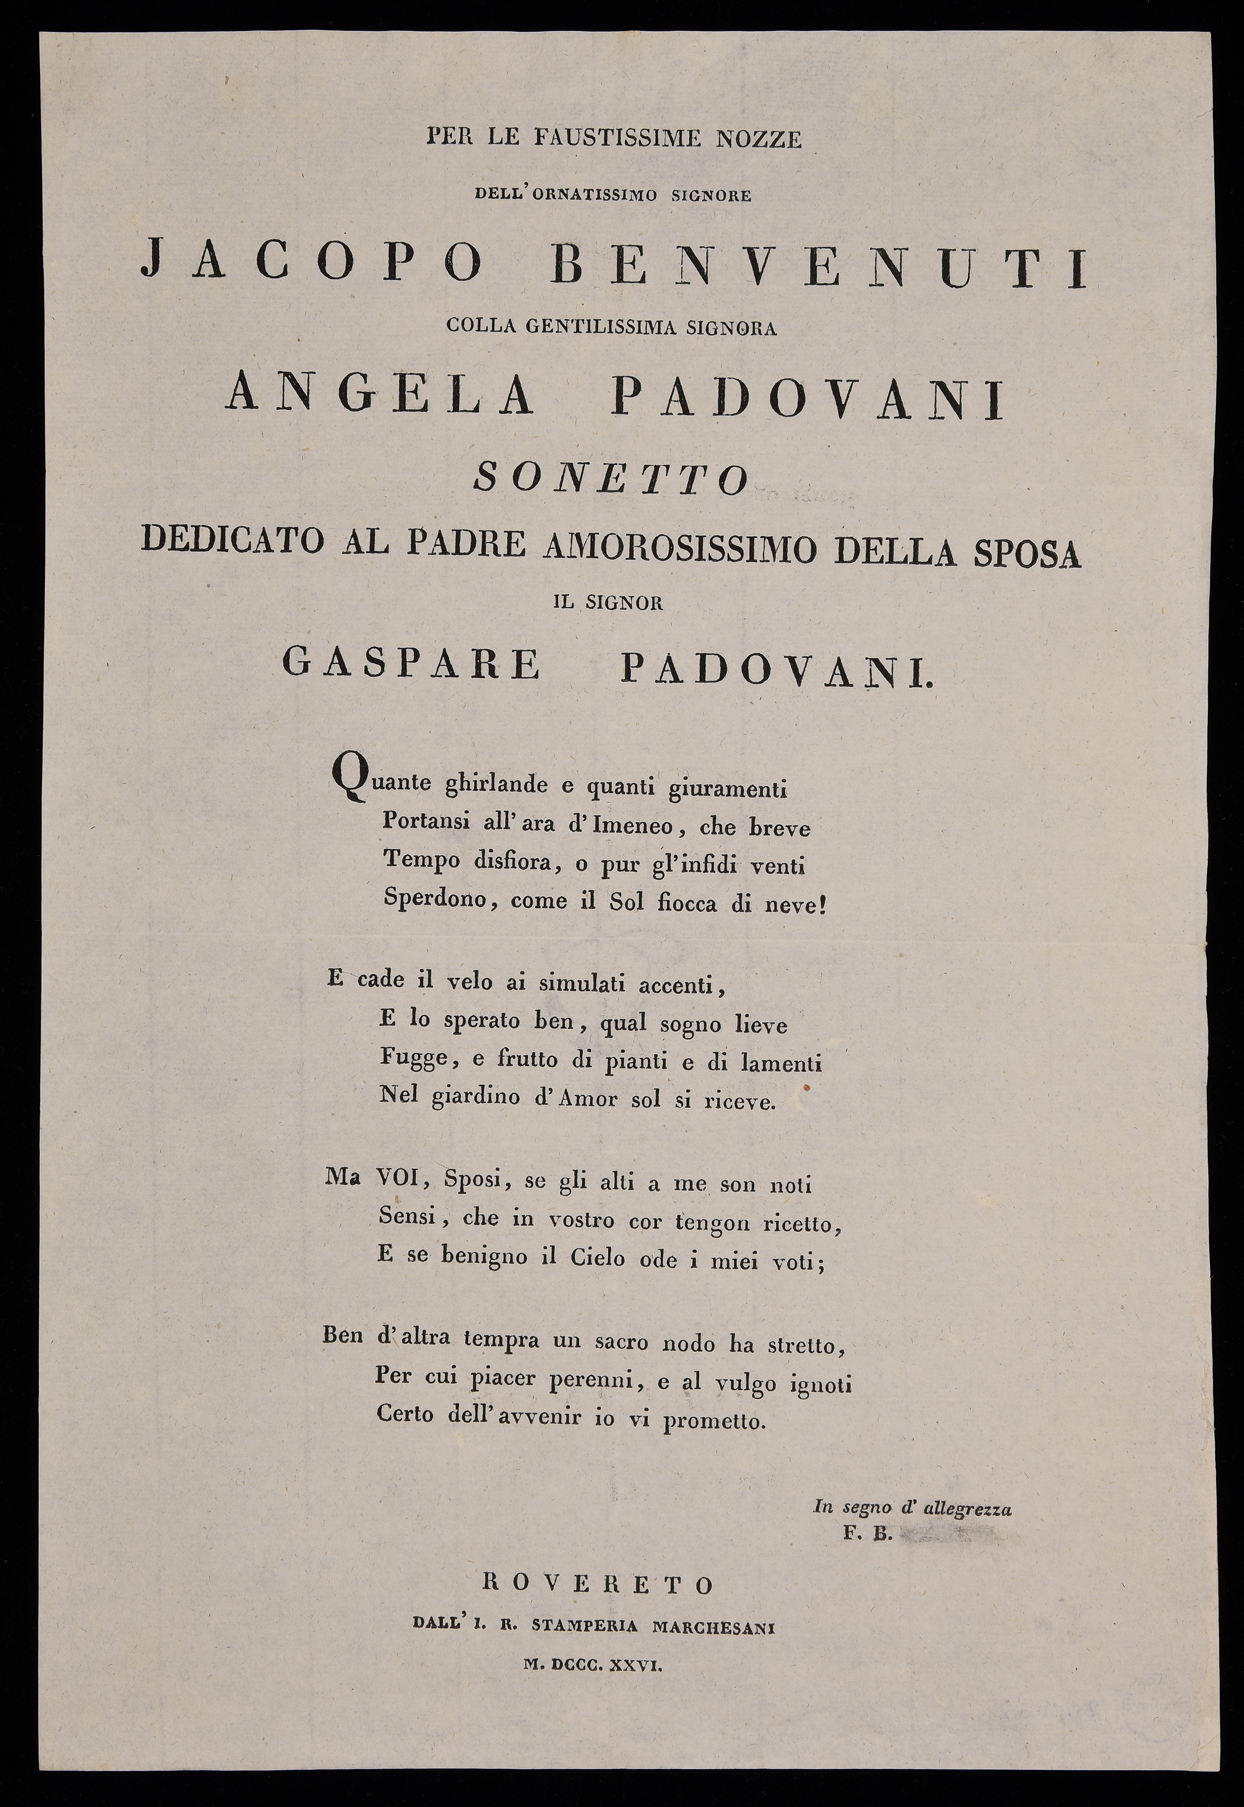 PER LE FAUSTISSIME NOZZE
DELL'ORNATISSIMO SIGNORE
JACOPO BENVENUTI
COLLA GENTILISSIMA SIGNORA
ANGELA PADOVANI
SONETTO
DEDICATO AL PADRE AMOROSISSIMO DELLA SPOSA
IL SIGNOR
GASPARE PADOVANI.
Quante ghirlande e quanti giuramenti
Portansi all' ara d' Imeneo, che breve
Tempo disfiora, o pur gl'infidi venti
Sperdono, come il Sol fiocca di neve!
E cade il velo ai simulati accenti,
E lo sperato ben, qual sogno lieve
Fugge, e frutto di pianti e di lamenti
Nel giardino d' Amor sol si riceve.
Ma VOI, Sposi, se gli alti a me son noti
Sensi, che in vostro cor tengon ricetto,
E se benigno il Cielo ode i miei voti;
Ben d' altra tempra un sacro nodo ha stretto,
Per cui piacer perenni, e al vulgo ignoti
Certo dell' avvenir io vi prometto.
In segno d' allegrezza
F. B.
ROVERETO
DALL' I. R. STAMPERIA MARCHESANI
M. DCCC. XXVI.